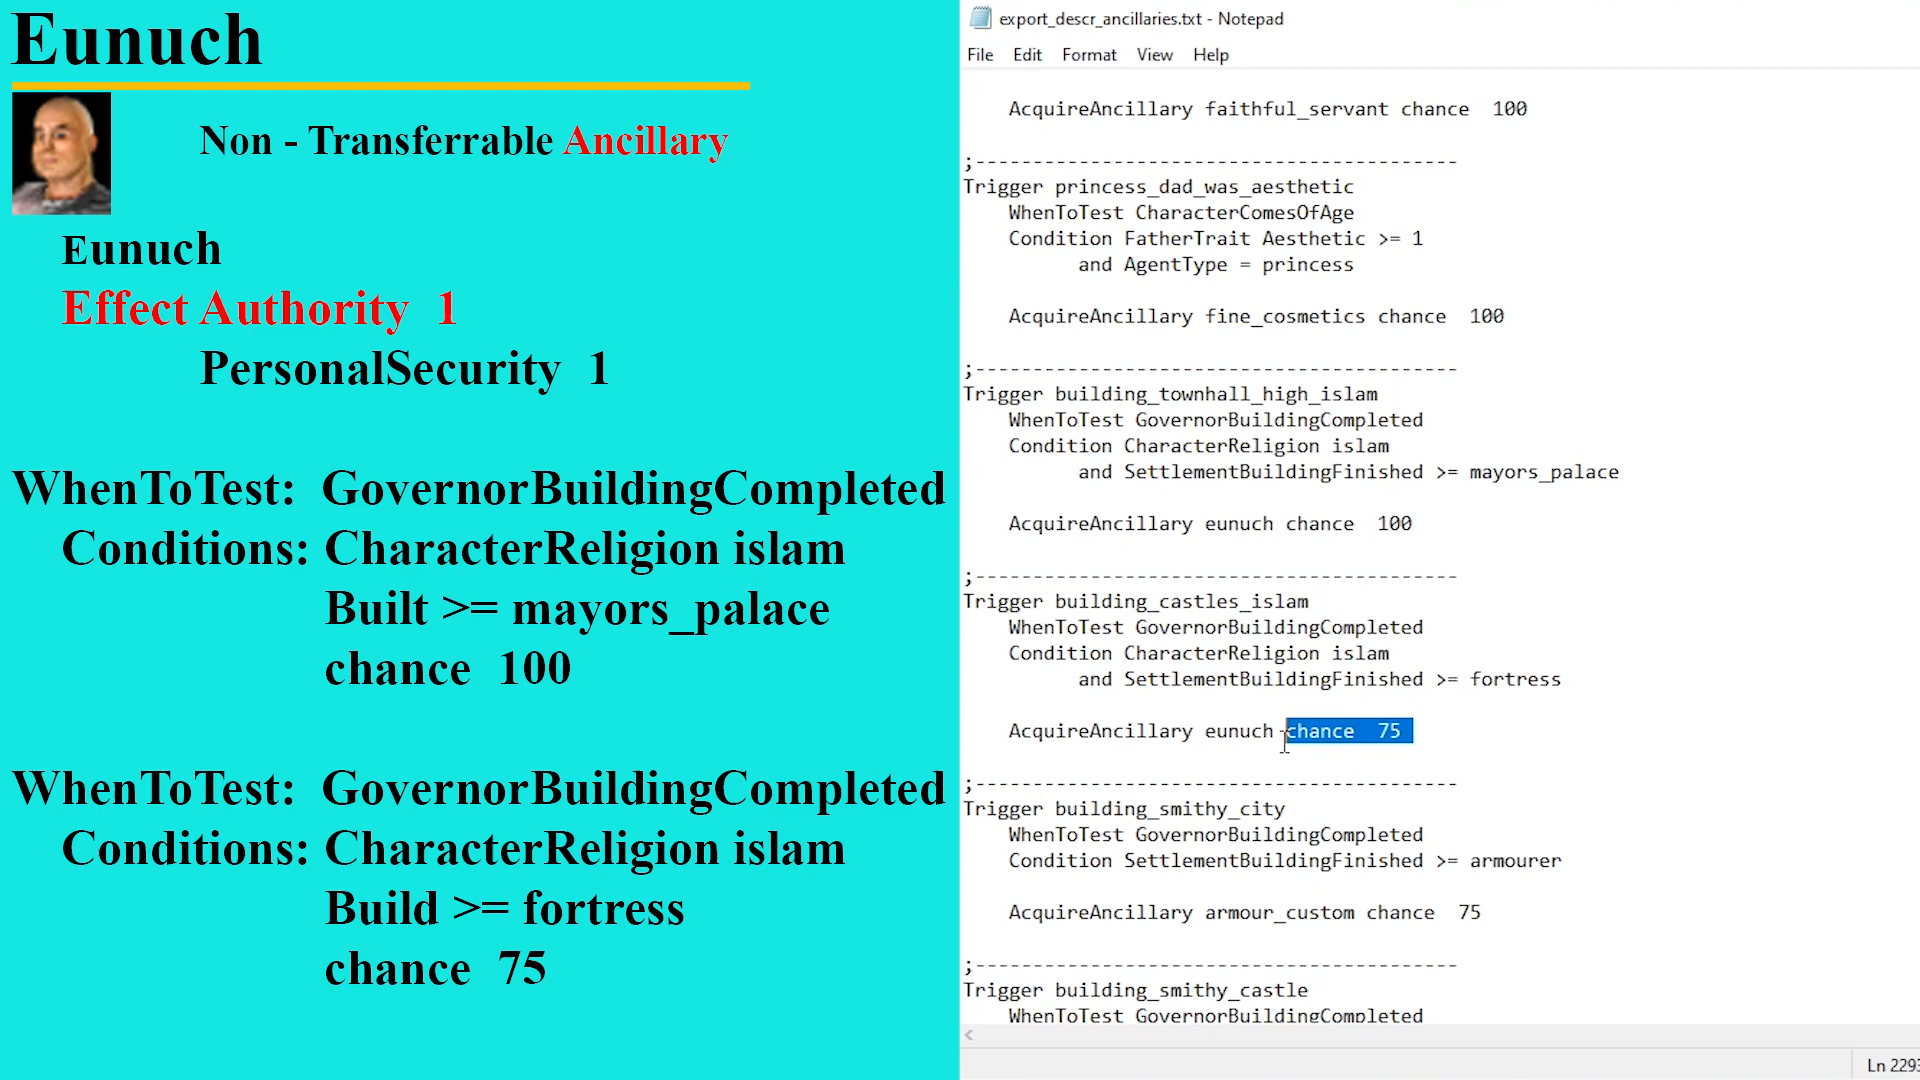 Eunuch
Non - Transferrable Ancillary
Eunuch
Effect Authority 1
PersonalSecurity 1
WhenToTest: GovernorBuildingCompleted
Conditions: CharacterReligion islam
Built >= mayors_palace
chance 100
WhenToTest: GovernorBuildingCompleted
Conditions: CharacterReligion islam
Build >= fortress
chance 75
export_descr_ancillaries.txt - Notepad
File Edit Format View Help
AcquireAncillary faithful_servant chance 100
;------------------------------------------
Trigger princess_dad_was_aesthetic
WhenToTest CharacterComesOfAge
Condition FatherTrait Aesthetic >= 1
and AgentType = princess
AcquireAncillary fine_cosmetics chance 100
;------------------------------------------
Trigger building_townhall_high_islam
WhenToTest GovernorBuildingCompleted
Condition CharacterReligion islam
and SettlementBuildingFinished >= mayors_palace
AcquireAncillary eunuch chance 100
;------------------------------------------
Trigger building_castles_islam
WhenToTest GovernorBuildingCompleted
Condition CharacterReligion islam
and SettlementBuildingFinished >= fortress
AcquireAncillary eunuch chance 75
;------------------------------------------
Trigger building_smithy_city
WhenToTest GovernorBuildingCompleted
Condition SettlementBuildingFinished >= armourer
AcquireAncillary armour_custom chance 75
;------------------------------------------
Trigger building_smithy_castle
WhenToTest GovernorBuildingCompleted
Ln 2293